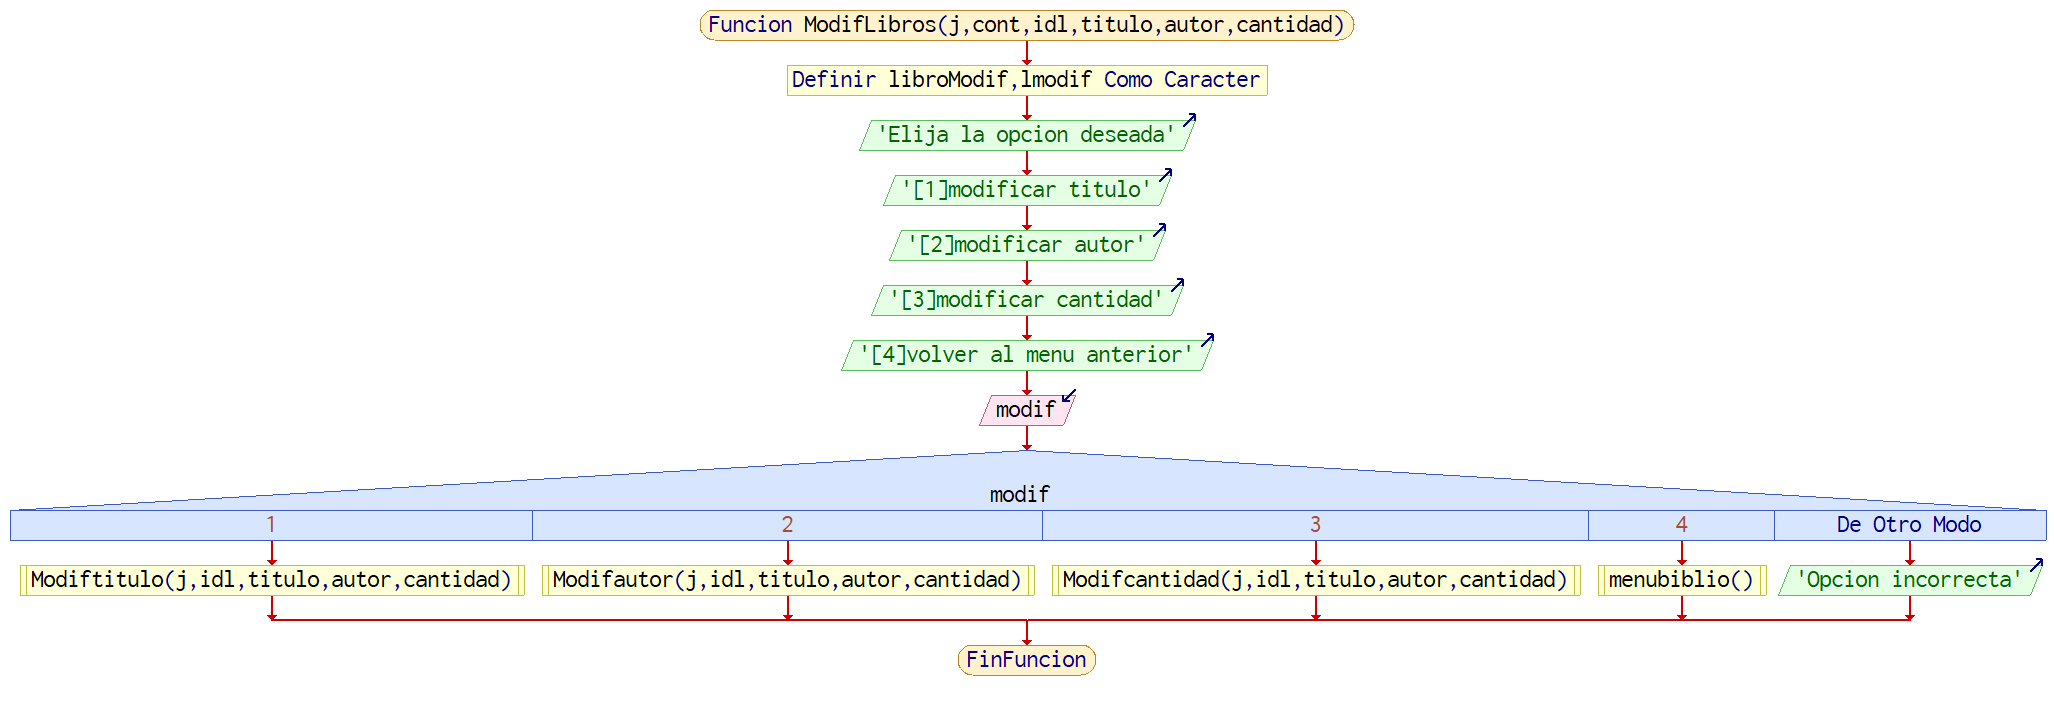 Funcion ModifLibros(j,cont,idl,titulo,autor,cantidad)
Definir libroModif,lmodif Como Caracter
'Elija la opcion deseada'
'[1]modificar titulo'
'[2]modificar autor'
'[3]modificar cantidad'
'[4]volver al menu anterior'
modif
modif
1 2 3 4 De Otro Modo
Modiftitulo(j,idl,titulo,autor,cantidad) Modifautor(j,idl,titulo,autor,cantidad) Modifcantidad(j,idl,titulo,autor,cantidad) menubiblio() 'Opcion incorrecta'
FinFuncion